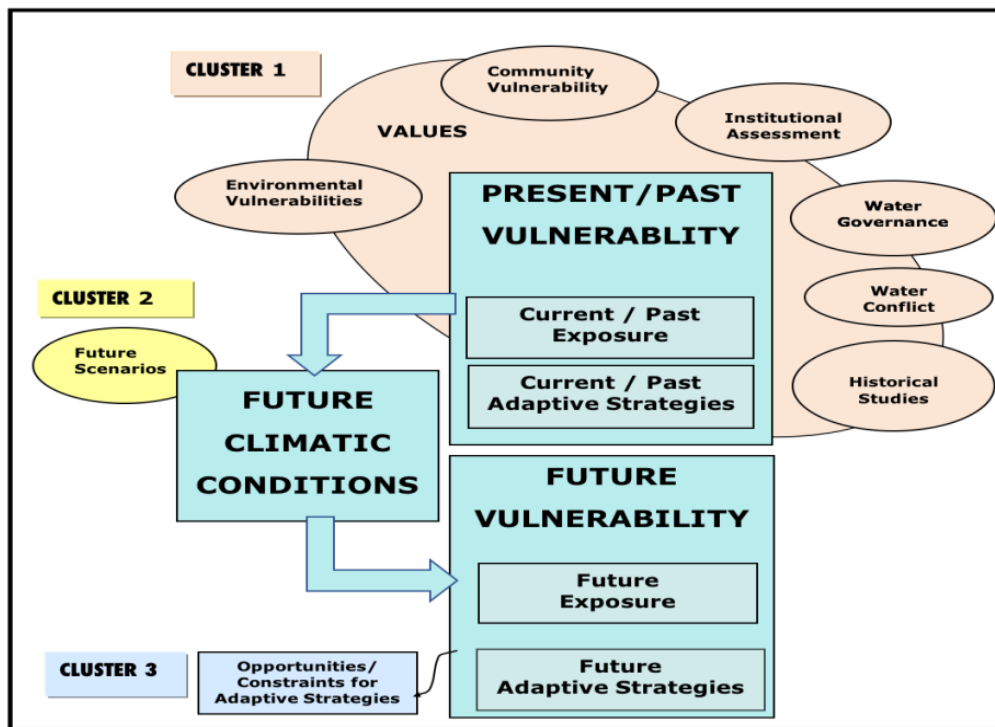 CLUSTER 1
Community
Vulnerability
Institutional
Assessment
VALUES
Environmental
Vulnerabilities
PRESENT/PAST
VULNERABLITY
Water
Governance
Water
Conflict
Historical
Studies
Current / Past
Exposure
Current / Past
Adaptive Strategies
CLUSTER 2
Future
Scenarios
FUTURE
CLIMATIC
CONDITIONS
FUTURE
VULNERABILITY
Future
Exposure
Future
Adaptive Strategies
CLUSTER 3
Opportunities/
Constraints for
Adaptive Strategies